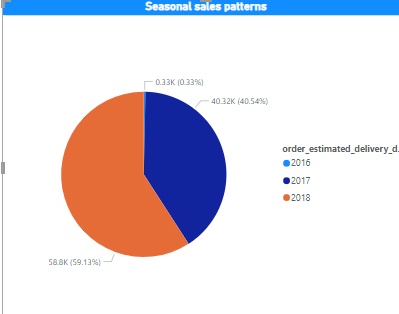 Seasonal sales patterns
0.33K (0.33%)
40.32K (40.54%)
order_estimated_delivery_d...
2016
2017
2018
58.8K (59.13%)